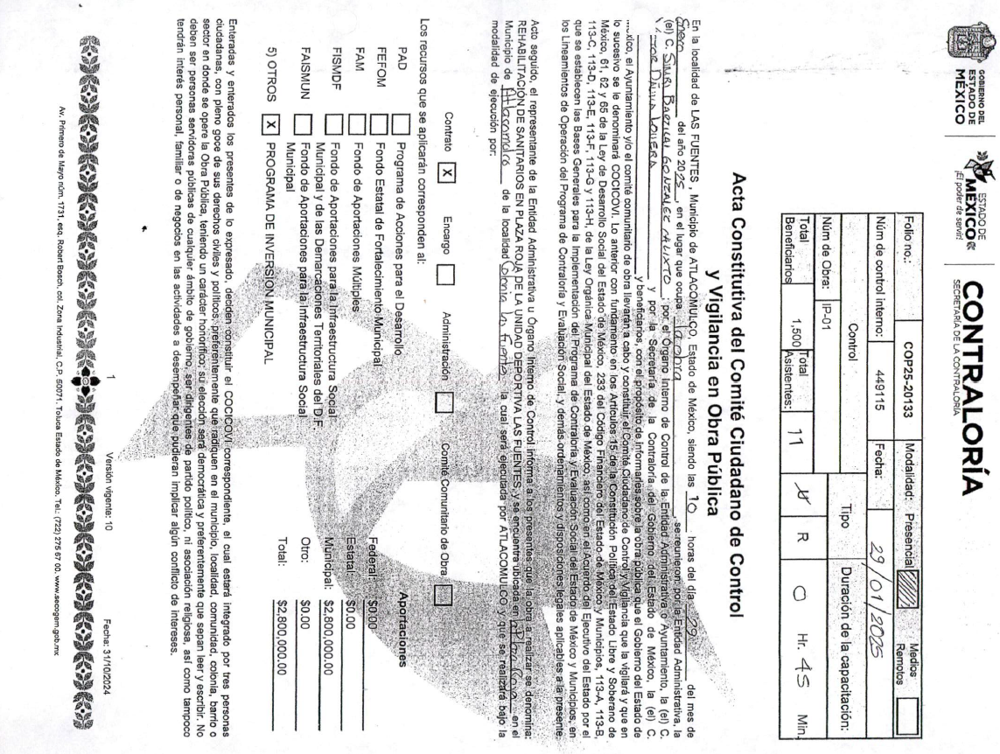 GOBIERNO DEL
ESTADO DE
MÉXICO
ESTADO DE
MÉXICO
¡El poder de servir!
CONTRALORÍA
SECRETARÍA DE LA CONTRALORÍA
Folio no.: COP25-20133 Modalidad: Presencial Medios Remotos
Núm de control interno: 449115 Fecha: 29/01/2025
Control Tipo Duración de la capacitación:
Núm de Obra: IP-01
Total Beneficiarios 1,500 Total Asistentes: 11 R 0 Hr. 45 Min.
Acta Constitutiva del Comité Ciudadano de Control
y Vigilancia en Obra Pública
En la localidad de LAS FUENTES , Municipio de ATLACOMULCO, Estado de México, siendo las 10 horas del día 29 del mes de
Enero del año 2025, en el lugar que ocupa la obra, se reunieron: por la Entidad Administrativa, la
(el) C. GONZALEZ CALIXTO; por el Órgano Interno de Control de la Entidad Administrativa o Ayuntamiento, la (el) C.
y por la Secretaría de la Contraloría del Gobierno del Estado de México, la (el) C.
y beneficiarios, con el propósito de informarles sobre la obra pública que el Gobierno del Estado de
México, el Ayuntamiento y/o el comité comunitario de obra llevarán a cabo y constituir el Comité Ciudadano de Control y Vigilancia que la vigilará y que en
lo sucesivo se le denominará COCICOVI. Lo anterior con fundamento en los Artículos 15 de la Constitución Política del Estado Libre y Soberano de
México, 61, 62 y 65 de la Ley de Desarrollo Social del Estado de México, 233 del Código Financiero del Estado de México y Municipios, 113-A, 113-B,
113-C, 113-D, 113-E, 113-F, 113-G y 113-H, de la Ley Orgánica Municipal del Estado de México, así como en el Acuerdo del Ejecutivo del Estado por el
que se establecen las Bases Generales para la Implementación del Programa de Contraloría y Evaluación Social del Estado de México y Municipios, en
los Lineamientos de Operación del Programa de Contraloría y Evaluación Social, y demás ordenamientos y disposiciones legales aplicables a la presente.
Acto seguido, el representante de la Entidad Administrativa u Órgano Interno de Control informa a los presentes que la obra a realizar se denomina:
REHABILITACIÓN DE SANITARIOS EN PLAZA ROJA DE LA UNIDAD DEPORTIVA LAS FUENTES y se encuentra ubicada en Plaza Roja en el
Municipio de Atlacomulco de la localidad Colonia las Fuentes la cual será ejecutada por ATLACOMULCO y que se realizará bajo la
modalidad de ejecución por:
Contrato X Encargo Administración Comité Comunitario de Obra
Los recursos que se aplicarán corresponden al:
Aportaciones
PAD Programa de Acciones para el Desarrollo
FEFOM Fondo Estatal de Fortalecimiento Municipal
FAM Fondo de Aportaciones Múltiples
FISMDF Fondo de Aportaciones para la Infraestructura Social
Municipal y de las Demarcaciones Territoriales del D.F.
FAISMUN Fondo de Aportaciones para la Infraestructura Social
Municipal
5) OTROS X PROGRAMA DE INVERSIÓN MUNICIPAL
Federal: $0.00
Estatal: $0.00
Municipal: $2,800,000.00
Otro: $0.00
Total: $2,800,000.00
Enteradas y enterados los presentes de lo expresado, deciden constituir el COCICOVI correspondiente, el cual estará integrado por tres personas
ciudadanas, con pleno goce de sus derechos civiles y políticos, preferentemente que radiquen en el municipio, localidad, comunidad, colonia, barrio o
sector en donde se opere la Obra Pública, teniendo un carácter honorífico; su elección será democrática y preferentemente que sepan leer y escribir. No
deben ser personas servidoras públicas de cualquier ámbito de gobierno, ser dirigentes de partido político, ni asociación religiosa, así como tampoco
tendrán interés personal, familiar o de negocios en las actividades a desempeñar que pudieran implicar algún conflicto de intereses.
1 Versión vigente: 10 Fecha: 31/10/2024
Av. Primero de Mayo núm. 1731, esq. Robert Bosch, col. Zona Industrial, C.P. 50071, Toluca Estado de México, Tel.: (722) 275 67 00, www.secogem.gob.mx